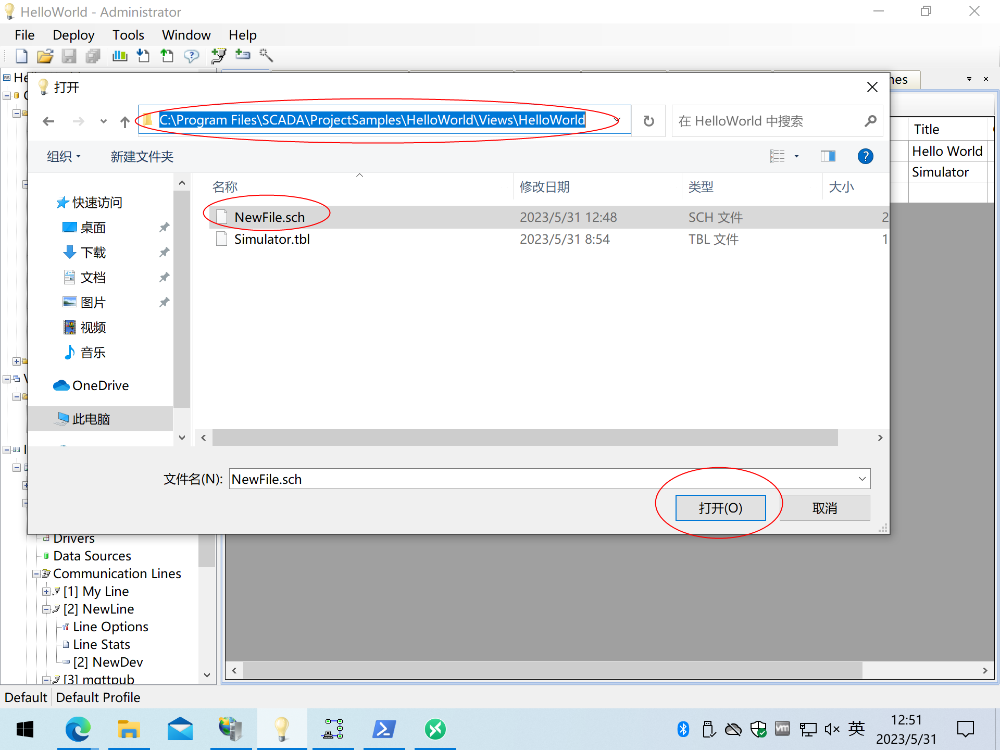 HelloWorld - Administrator
File Deploy Tools Window Help
打开
C:\Program Files\SCADA\ProjectSamples\HelloWorld\Views\HelloWorld
在 HelloWorld 中搜索
组织
新建文件夹
名称 修改日期 类型 大小
NewFile.sch 2023/5/31 12:48 SCH 文件 2
Simulator.tbl 2023/5/31 8:54 TBL 文件 1
快速访问
桌面
下载
文档
图片
视频
音乐
OneDrive
此电脑
文件名(N): NewFile.sch
打开(O) 取消
Title
Hello World
Simulator
Drivers
Data Sources
Communication Lines
[1] My Line
[2] NewLine
Line Options
Line Stats
[2] NewDev
[3] mqttpub
Default Default Profile
英
12:51
2023/5/31